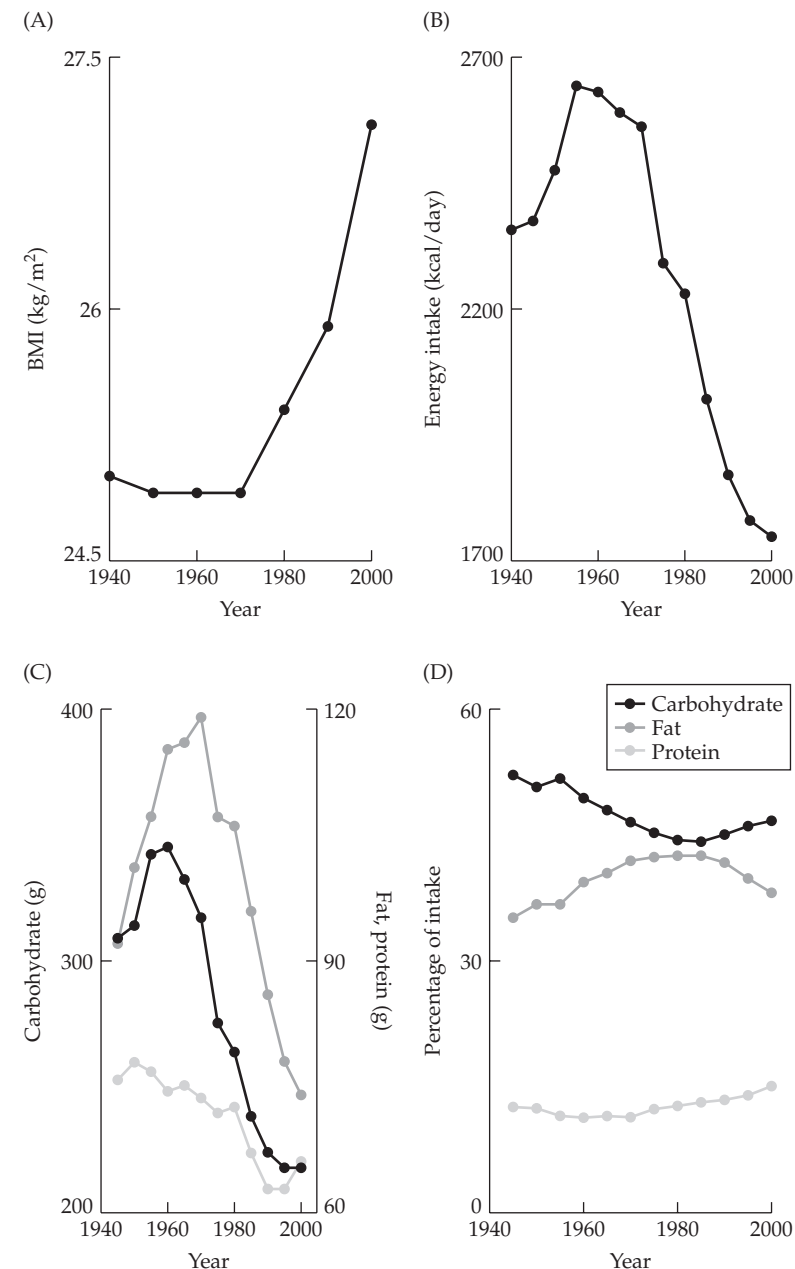 (A)
27.5
26
24.5
BMI (kg/m²)
1940 1960 1980 2000
Year
(B)
2700
2200
1700
Energy intake (kcal/day)
1940 1960 1980 2000
Year
(C)
400
300
200
Carbohydrate (g)
120
90
60
Fat, protein (g)
1940 1960 1980 2000
Year
(D)
Carbohydrate
Fat
Protein
60
30
0
Percentage of intake
1940 1960 1980 2000
Year